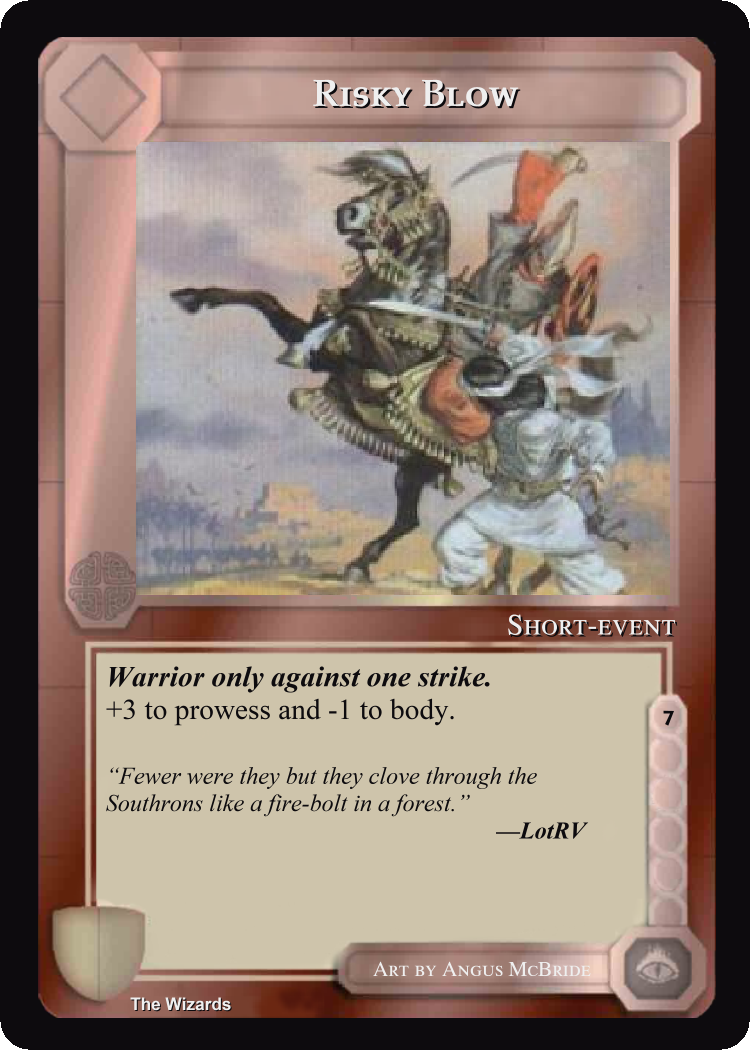 Risky Blow
Short-event
Warrior only against one strike.
+3 to prowess and -1 to body.
7
“Fewer were they but they clove through the
Southrons like a fire-bolt in a forest.”
—LotRV
Art by Angus McBride
The Wizards